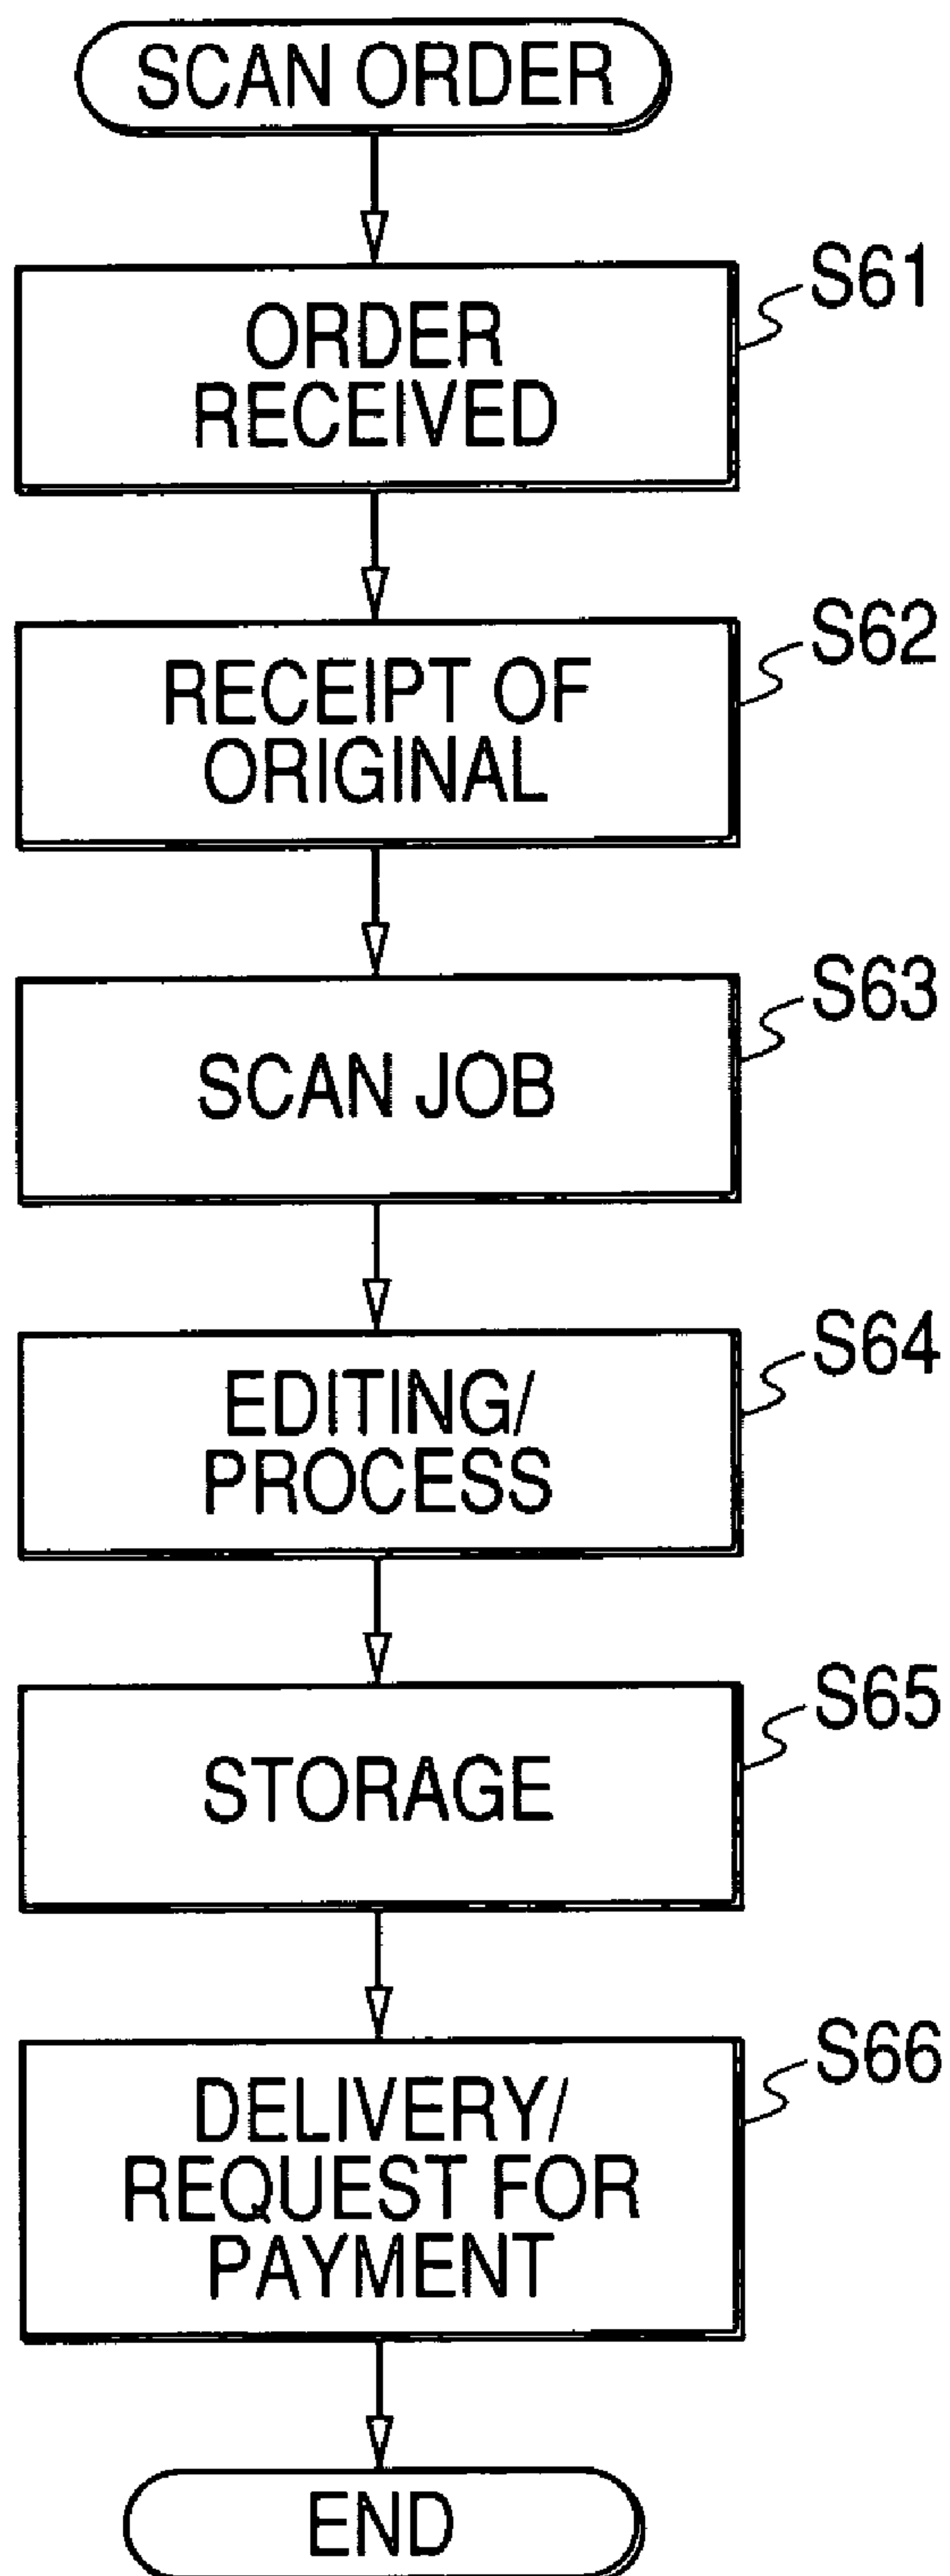 SCAN ORDER
S61
ORDER
RECEIVED
S62
RECEIPT OF
ORIGINAL
S63
SCAN JOB
S64
EDITING/
PROCESS
S65
STORAGE
S66
DELIVERY/
REQUEST FOR
PAYMENT
END